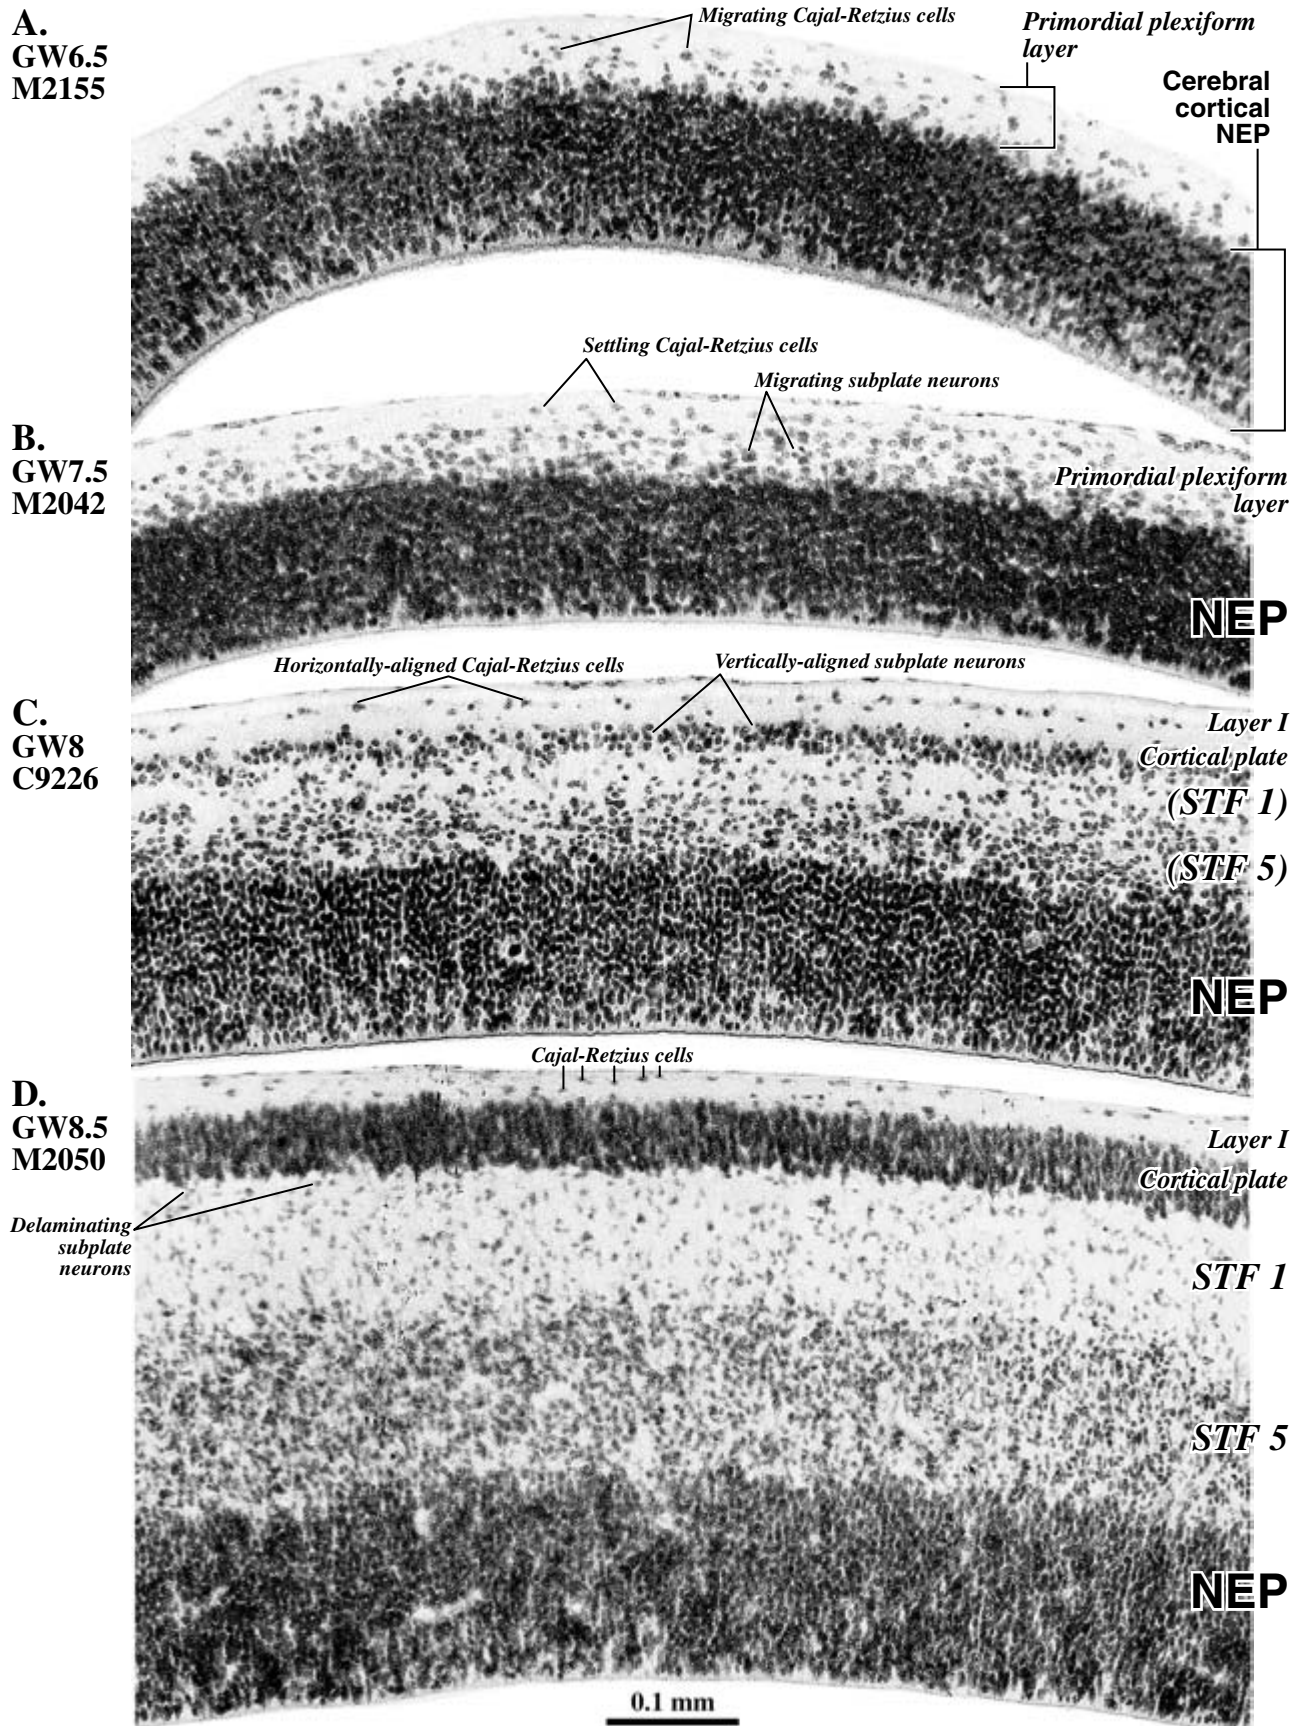 A.
GW6.5
M2155
Migrating Cajal-Retzius cells
Primordial plexiform
layer
Cerebral
cortical
NEP
Settling Cajal-Retzius cells
Migrating subplate neurons
B.
GW7.5
M2042
Primordial plexiform
layer
NEP
Horizontally-aligned Cajal-Retzius cells
Vertically-aligned subplate neurons
C.
GW8
C9226
Layer I
Cortical plate
(STF 1)
(STF 5)
NEP
Cajal-Retzius cells
D.
GW8.5
M2050
Layer I
Cortical plate
Delaminating
subplate
neurons
STF 1
STF 5
NEP
0.1 mm